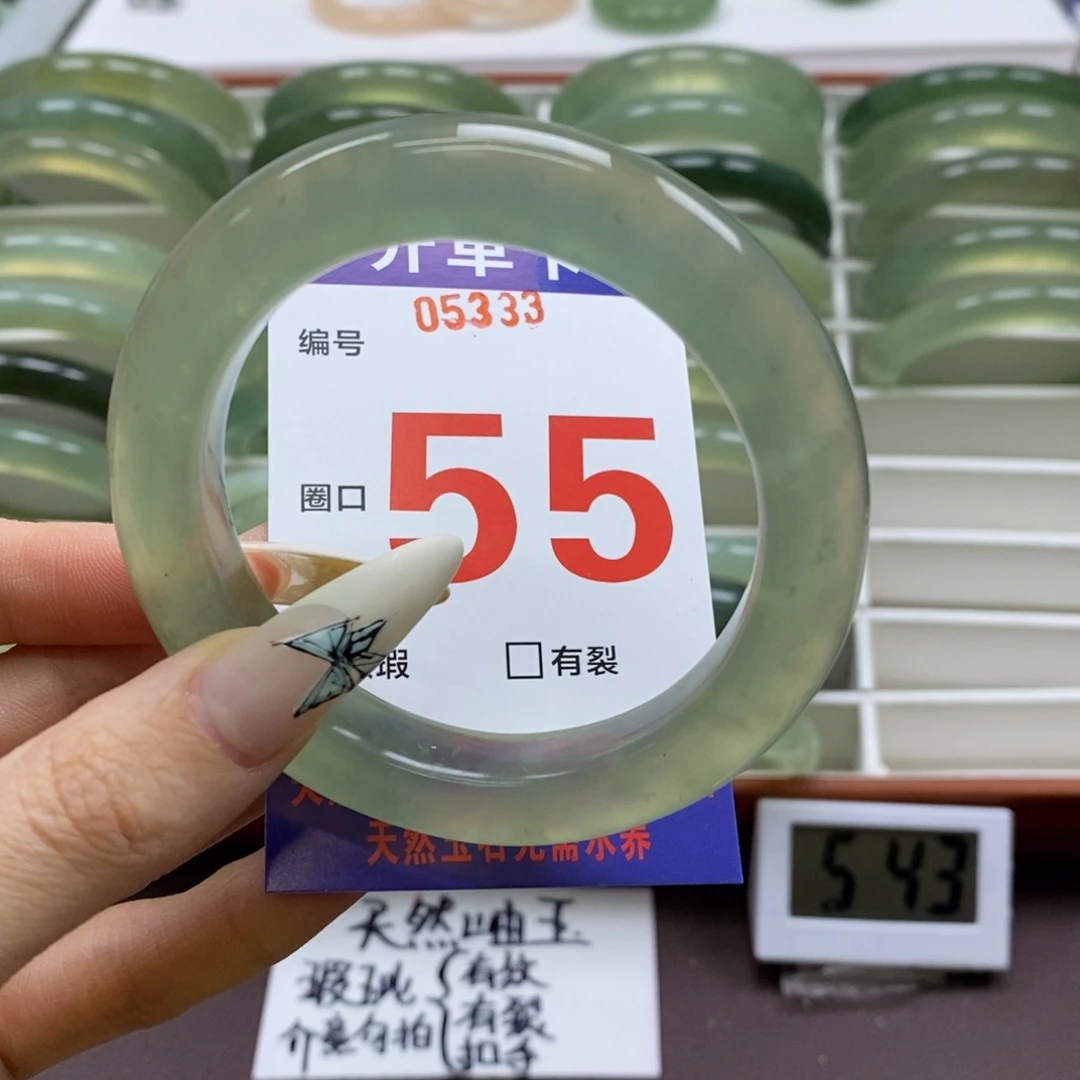 05333
编号
圈口 55
瑕 □有裂
天然玉石无需水养
5 43
天然岫玉
瑕玼 有纹
介意勿拍 有裂
扣手